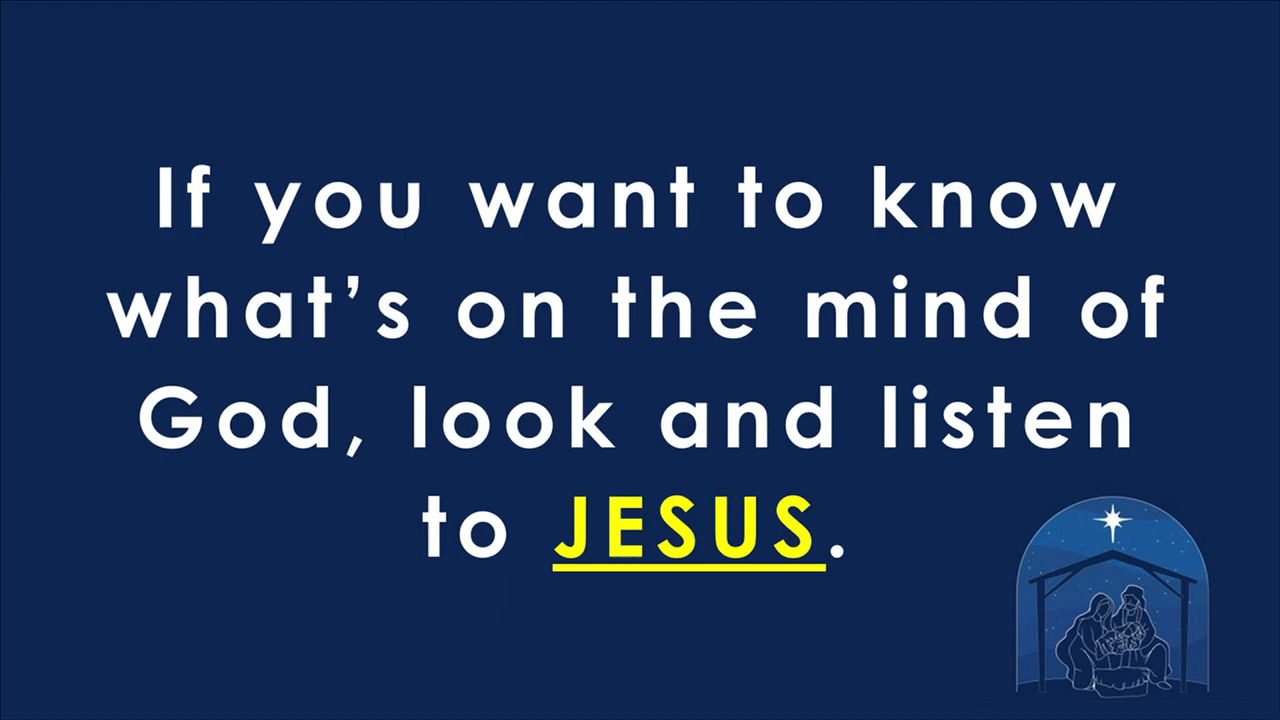 If you want to know
what’s on the mind of
God, look and listen
to JESUS.